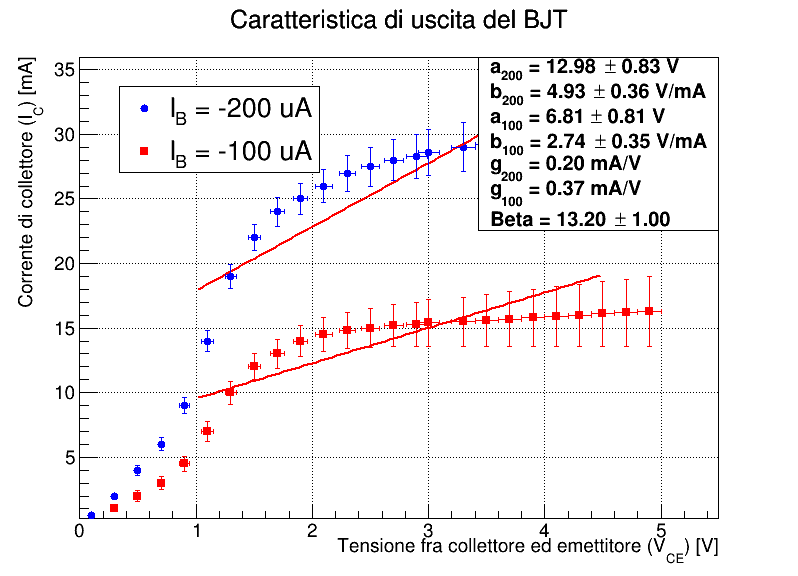 Caratteristica di uscita del BJT
Corrente di collettore (I_C) [mA]
35
30
25
20
15
10
5
I_B = -200 uA
I_B = -100 uA
a_200 = 12.98 ± 0.83 V
b_200 = 4.93 ± 0.36 V/mA
a_100 = 6.81 ± 0.81 V
b_100 = 2.74 ± 0.35 V/mA
g_200 = 0.20 mA/V
g_100 = 0.37 mA/V
Beta = 13.20 ± 1.00
0 1 2 3 4 5
Tensione fra collettore ed emettitore (V_CE) [V]